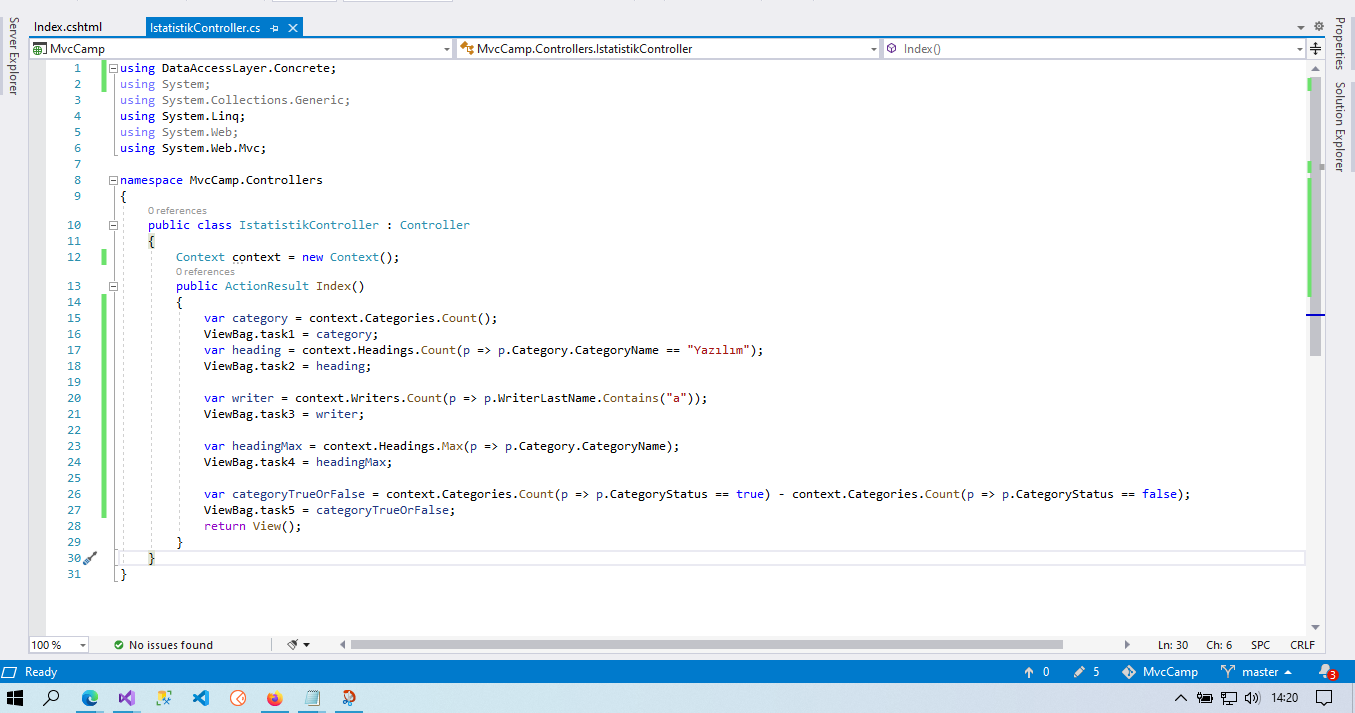 Server Explorer
Index.cshtml
IstatistikController.cs
MvcCamp
MvcCamp.Controllers.IstatistikController
Index()
Properties
Solution Explorer
1 using DataAccessLayer.Concrete;
2 using System;
3 using System.Collections.Generic;
4 using System.Linq;
5 using System.Web;
6 using System.Web.Mvc;
7
8 namespace MvcCamp.Controllers
9 {
0 references
10 public class IstatistikController : Controller
11 {
12 Context context = new Context();
0 references
13 public ActionResult Index()
14 {
15 var category = context.Categories.Count();
16 ViewBag.task1 = category;
17 var heading = context.Headings.Count(p => p.Category.CategoryName == "Yazılım");
18 ViewBag.task2 = heading;
19
20 var writer = context.Writers.Count(p => p.WriterLastName.Contains("a"));
21 ViewBag.task3 = writer;
22
23 var headingMax = context.Headings.Max(p => p.Category.CategoryName);
24 ViewBag.task4 = headingMax;
25
26 var categoryTrueOrFalse = context.Categories.Count(p => p.CategoryStatus == true) - context.Categories.Count(p => p.CategoryStatus == false);
27 ViewBag.task5 = categoryTrueOrFalse;
28 return View();
29 }
30 }
31 }
100 %
No issues found
Ln: 30 Ch: 6 SPC CRLF
Ready
0 5 MvcCamp master 3
14:20